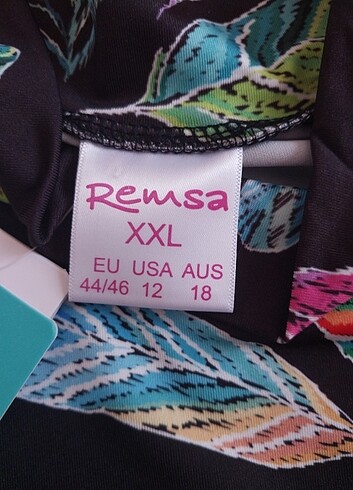 Remsa
XXL
EU USA AUS
44/46 12 18